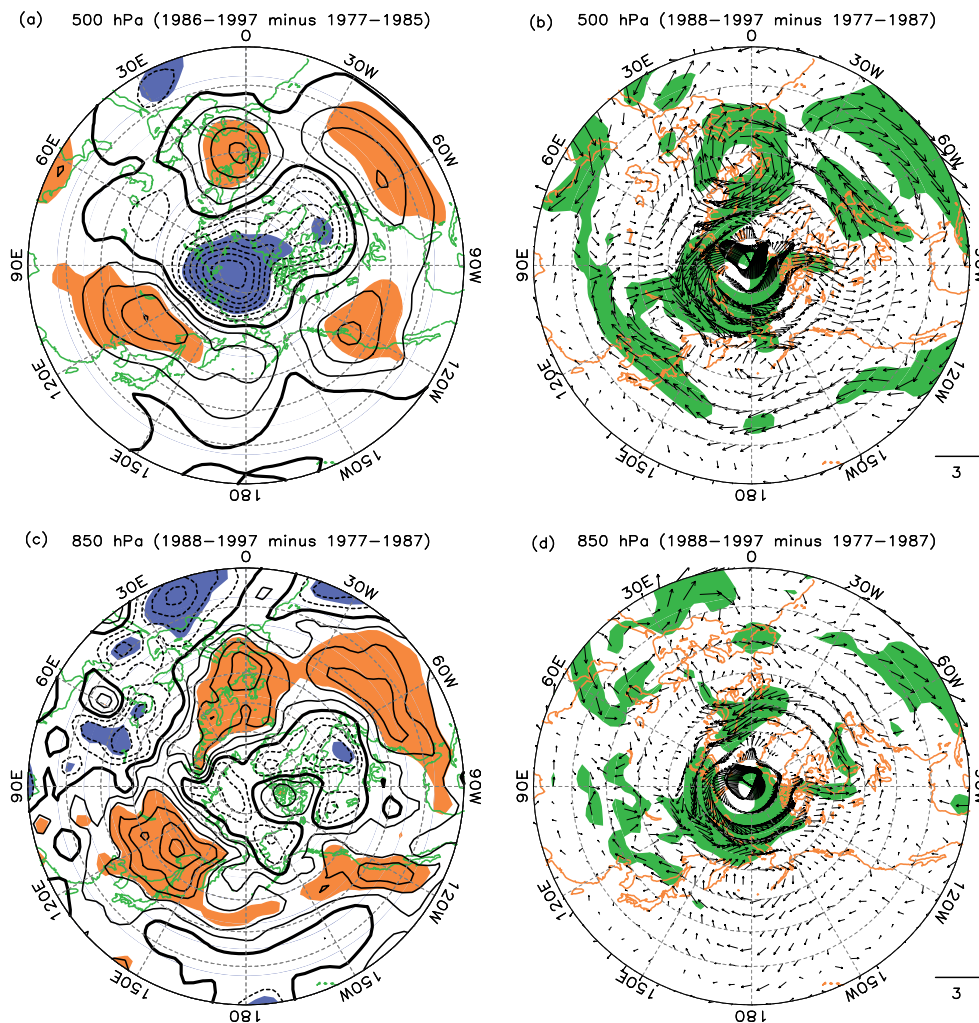 (a) 500 hPa (1986-1997 minus 1977-1985)
0
30E
30W
60E
60W
90E
90W
120E
120W
150E
150W
180
(b) 500 hPa (1988-1997 minus 1977-1987)
0
30E
30W
60E
60W
90E
90W
120E
120W
150E
150W
180
3
(c) 850 hPa (1988-1997 minus 1977-1987)
0
30E
30W
60E
60W
90E
90W
120E
120W
150E
150W
180
(d) 850 hPa (1988-1997 minus 1977-1987)
0
30E
30W
60E
60W
90E
90W
120E
120W
150E
150W
180
3